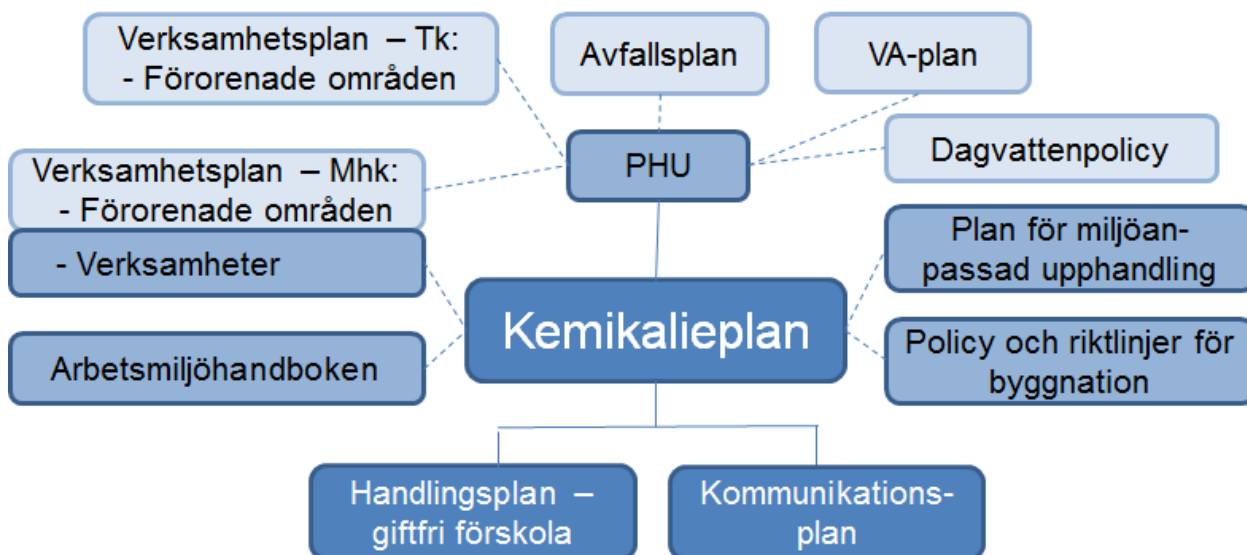 Verksamhetsplan – Tk:
- Förorenade områden
Avfallsplan
VA-plan
PHU
Dagvattenpolicy
Verksamhetsplan – Mhk:
- Förorenade områden
- Verksamheter
Arbetsmiljöhandboken
Kemikalieplan
Plan för miljöan-
passad upphandling
Policy och riktlinjer för
byggnation
Handlingsplan –
giftfri förskola
Kommunikations-
plan